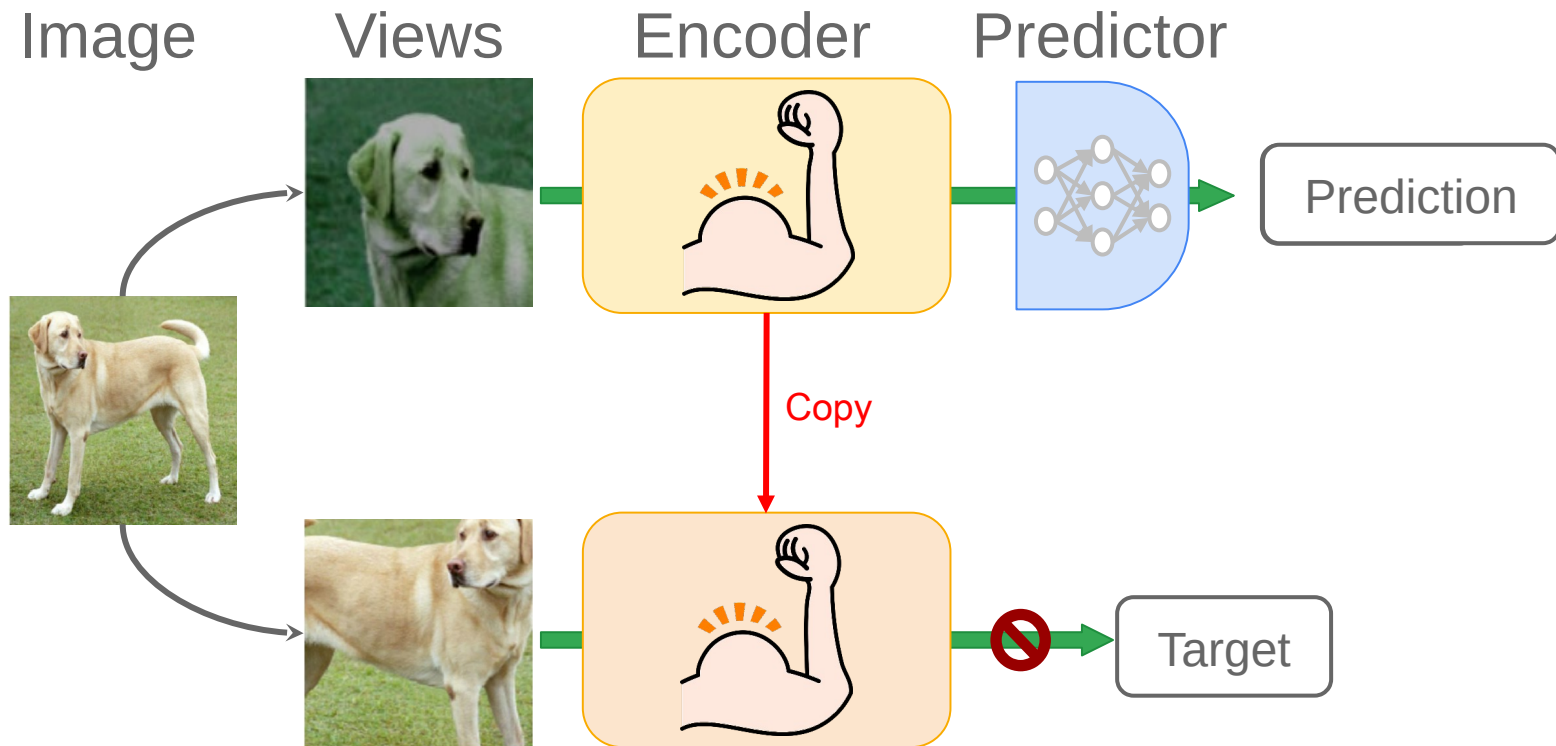 Image
Views
Encoder
Predictor
Prediction
Copy
Target